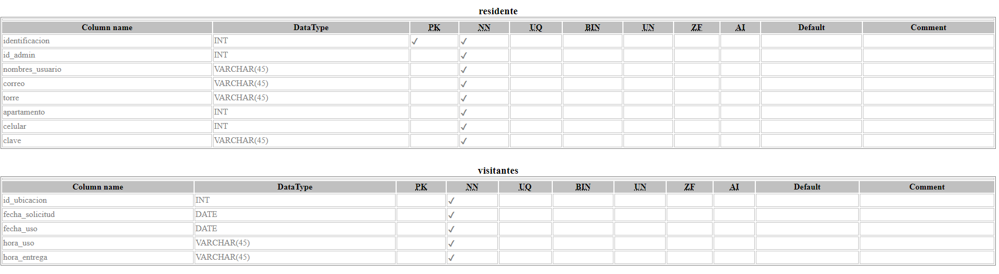 residente
Column name DataType PK NN UQ BIN UN ZF AI Default Comment
identificacion INT ✓ ✓
id_admin INT ✓
nombres_usuario VARCHAR(45) ✓
correo VARCHAR(45) ✓
torre VARCHAR(45) ✓
apartamento INT ✓
celular INT ✓
clave VARCHAR(45) ✓
visitantes
Column name DataType PK NN UQ BIN UN ZF AI Default Comment
id_ubicacion INT ✓
fecha_solicitud DATE ✓
fecha_uso DATE ✓
hora_uso VARCHAR(45) ✓
hora_entrega VARCHAR(45) ✓